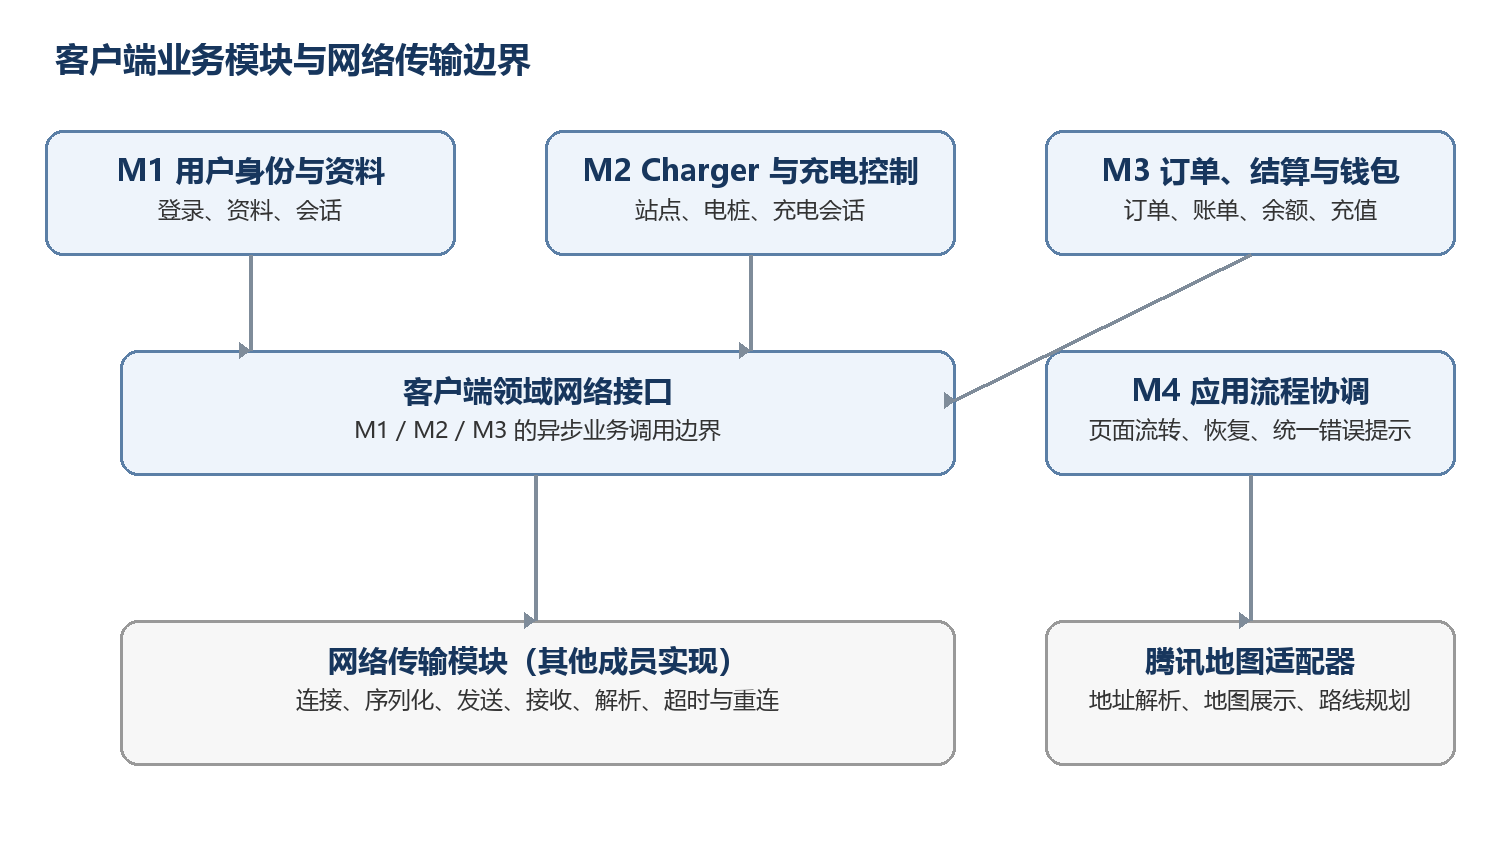 客户端业务模块与网络传输边界
M1 用户身份与资料
登录、资料、会话
M2 Charger 与充电控制
站点、电桩、充电会话
M3 订单、结算与钱包
订单、账单、余额、充值
客户端领域网络接口
M1 / M2 / M3 的异步业务调用边界
M4 应用流程协调
页面流转、恢复、统一错误提示
网络传输模块（其他成员实现）
连接、序列化、发送、接收、解析、超时与重连
腾讯地图适配器
地址解析、地图展示、路线规划